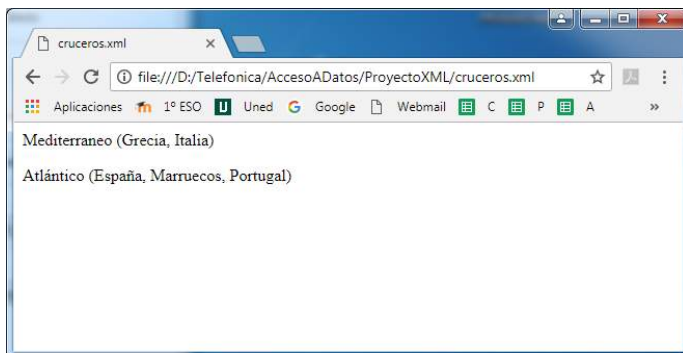 cruceros.xml
file:///D:/Telefonica/AccesoADatos/ProyectoXML/cruceros.xml
Aplicaciones 1º ESO Uned Google Webmail C P A »
Mediterraneo (Grecia, Italia)
Atlántico (España, Marruecos, Portugal)